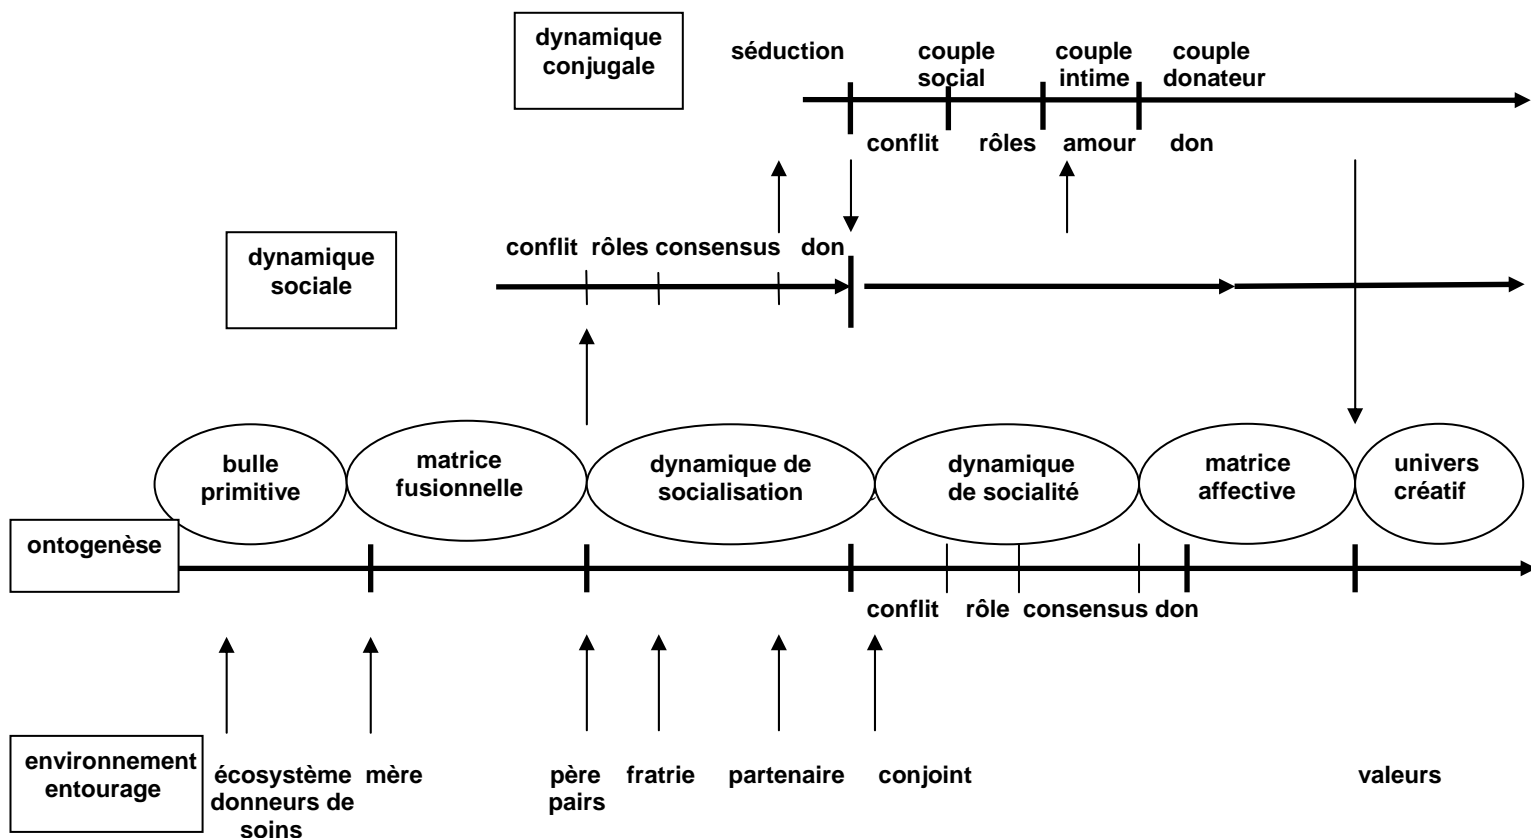 dynamique
conjugale
séduction
couple
social
couple
intime
couple
donateur
conflit rôles amour don
dynamique
sociale
conflit rôles consensus don
bulle
primitive
matrice
fusionnelle
dynamique de
socialisation
dynamique
de socialité
matrice
affective
univers
créatif
ontogenèse
conflit rôle consensus don
environnement
entourage
écosystème
donneurs de
soins
mère
père
pairs
fratrie
partenaire
conjoint
valeurs